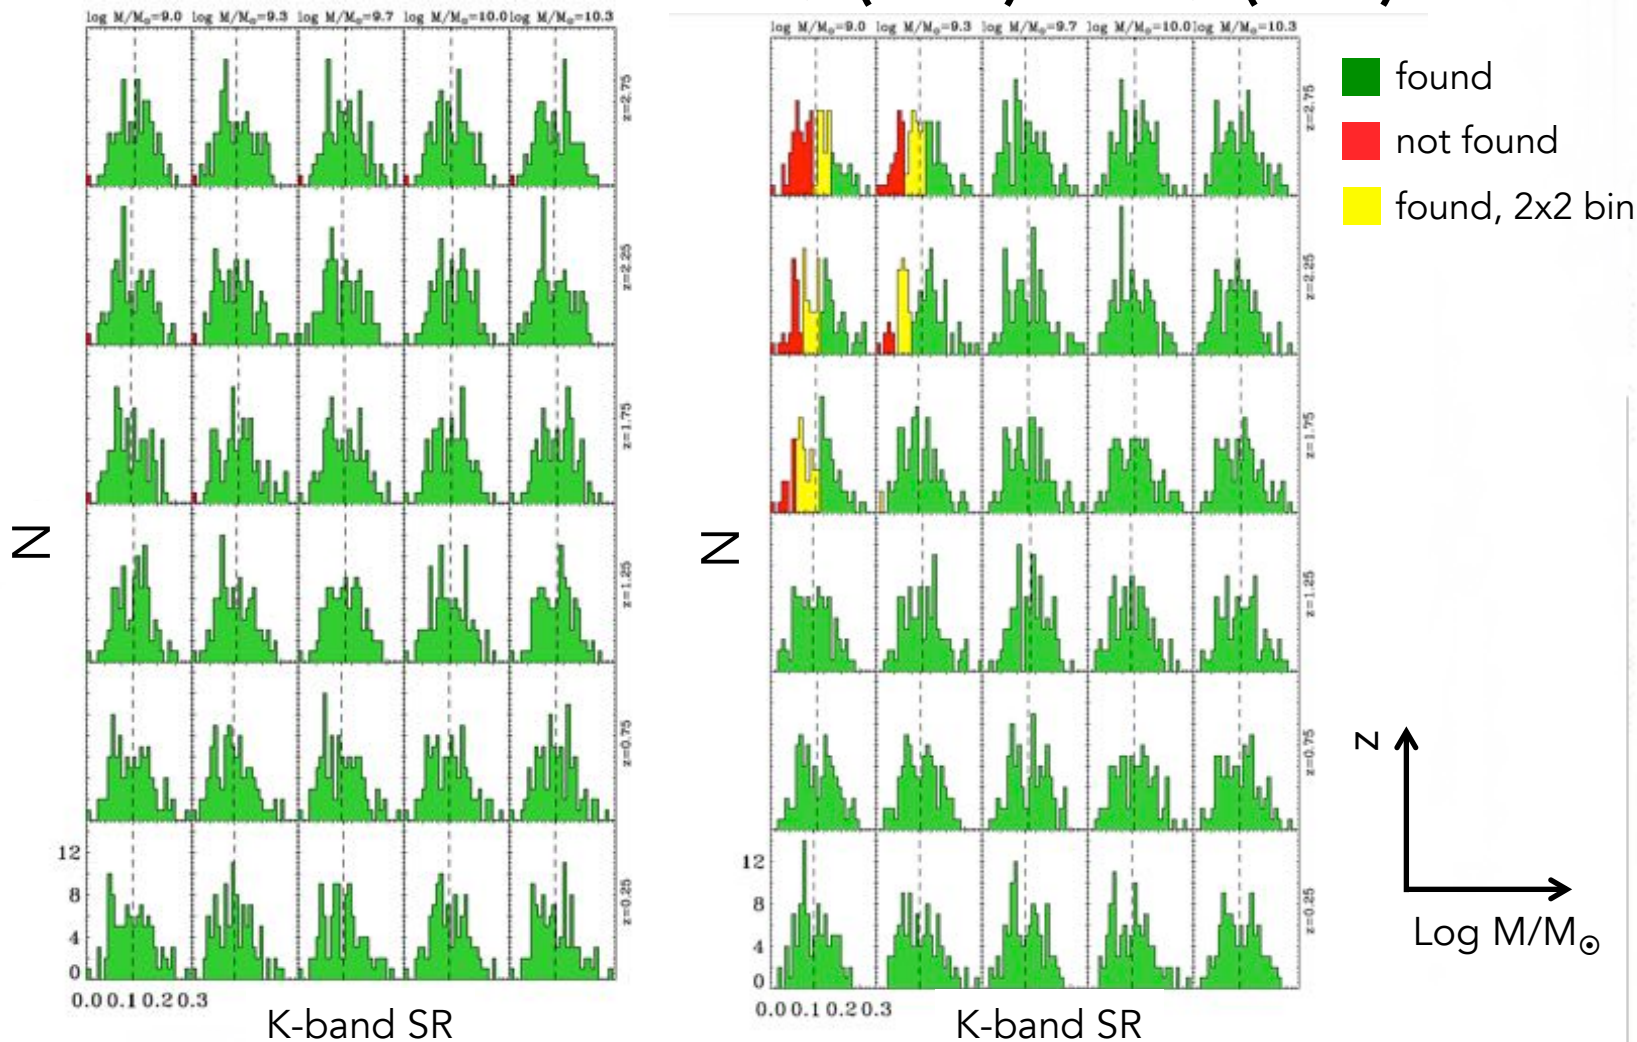 log M/M☉=9.0 log M/M☉=9.3 log M/M☉=9.7 log M/M☉=10.0 log M/M☉=10.3
z=2.75
z=2.25
z=1.75
z=1.25
z=0.75
z=0.25
N
12
8
4
0
0.0 0.1 0.2 0.3
K-band SR
log M/M☉=9.0 log M/M☉=9.3 log M/M☉=9.7 log M/M☉=10.0 log M/M☉=10.3
z=2.75
z=2.25
z=1.75
z=1.25
z=0.75
z=0.25
N
12
8
4
0
0.0 0.1 0.2 0.3
K-band SR
found
not found
found, 2x2 bin
z
Log M/M☉